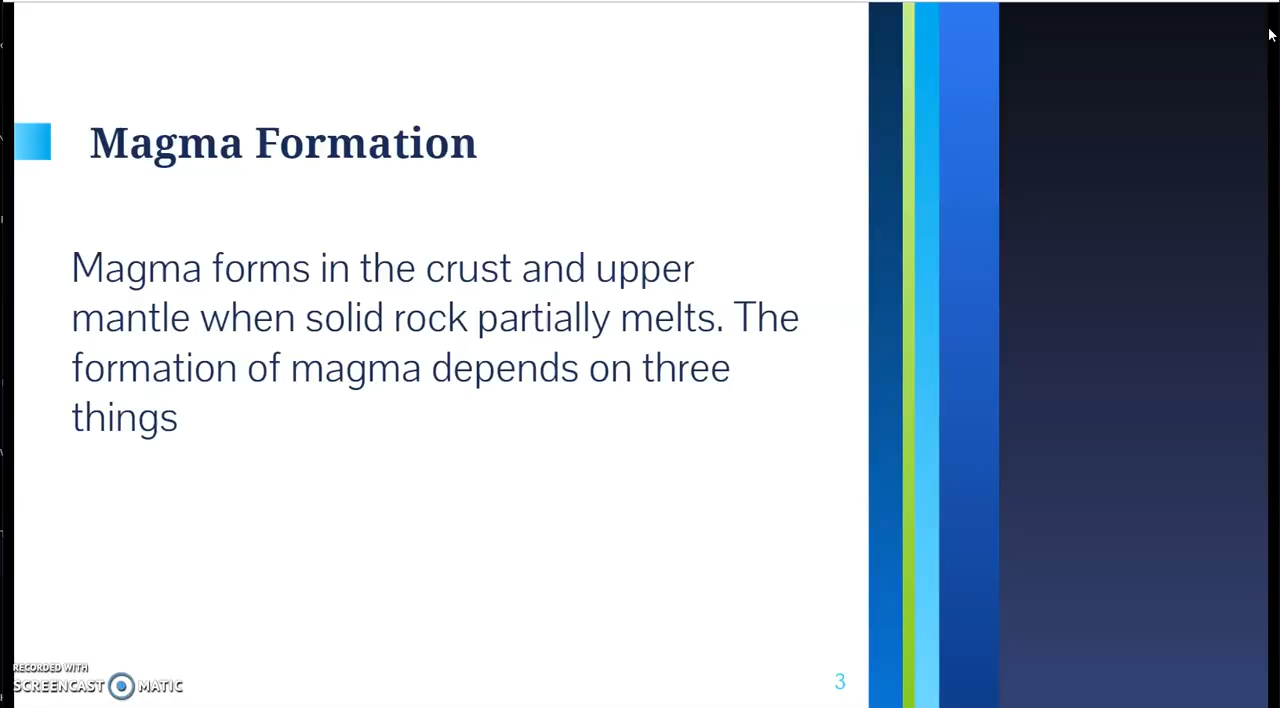 Magma Formation
Magma forms in the crust and upper
mantle when solid rock partially melts. The
formation of magma depends on three
things
RECORDED WITH
SCREENCAST MATIC
3